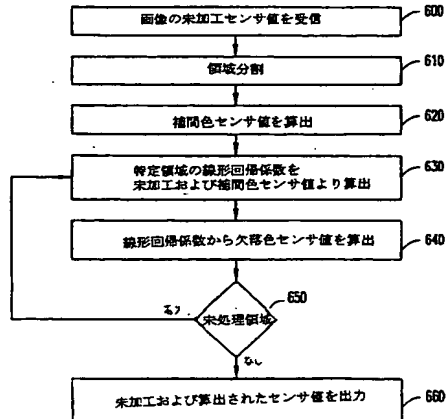 画像の未加工センサ値を受信
600
領域分割
610
補間色センサ値を算出
620
特定領域の線形回帰係数を
未加工および補間色センサ値より算出
630
線形回帰係数から欠落色センサ値を算出
640
未処理領域
650
あり
なし
未加工および算出されたセンサ値を出力
660